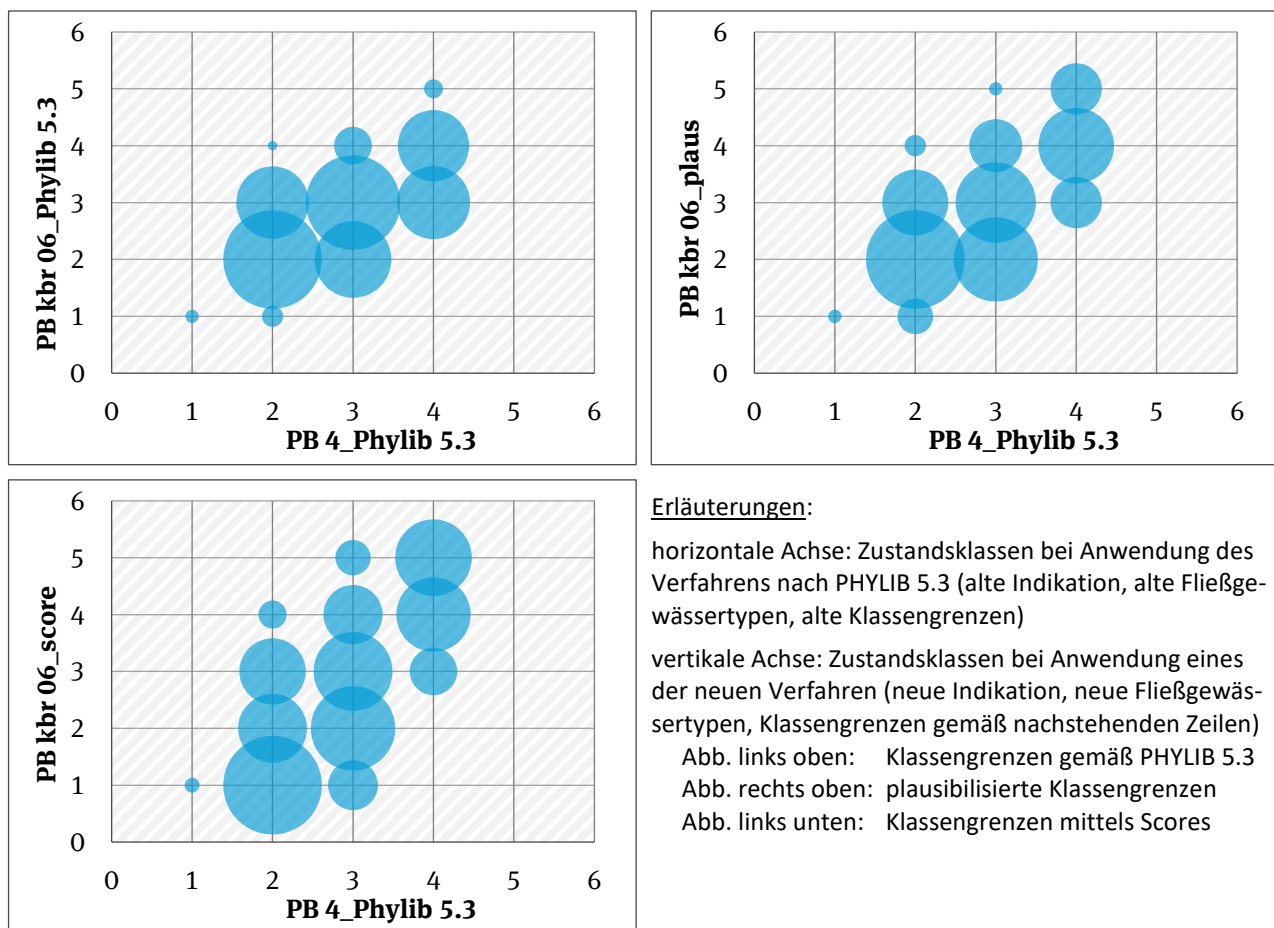 6
5
4
3
2
1
0
0 1 2 3 4 5 6
PB kbr 06_Phylib 5.3
PB 4_Phylib 5.3
6
5
4
3
2
1
0
0 1 2 3 4 5 6
PB kbr 06_plaus
PB 4_Phylib 5.3
6
5
4
3
2
1
0
0 1 2 3 4 5 6
PB kbr 06_score
PB 4_Phylib 5.3
Erläuterungen:
horizontale Achse: Zustandsklassen bei Anwendung des
Verfahrens nach PHYLIB 5.3 (alte Indikation, alte Fließge-
wässertypen, alte Klassengrenzen)
vertikale Achse: Zustandsklassen bei Anwendung eines
der neuen Verfahren (neue Indikation, neue Fließgewäs-
sertypen, Klassengrenzen gemäß nachstehenden Zeilen)
Abb. links oben: Klassengrenzen gemäß PHYLIB 5.3
Abb. rechts oben: plausibilisierte Klassengrenzen
Abb. links unten: Klassengrenzen mittels Scores